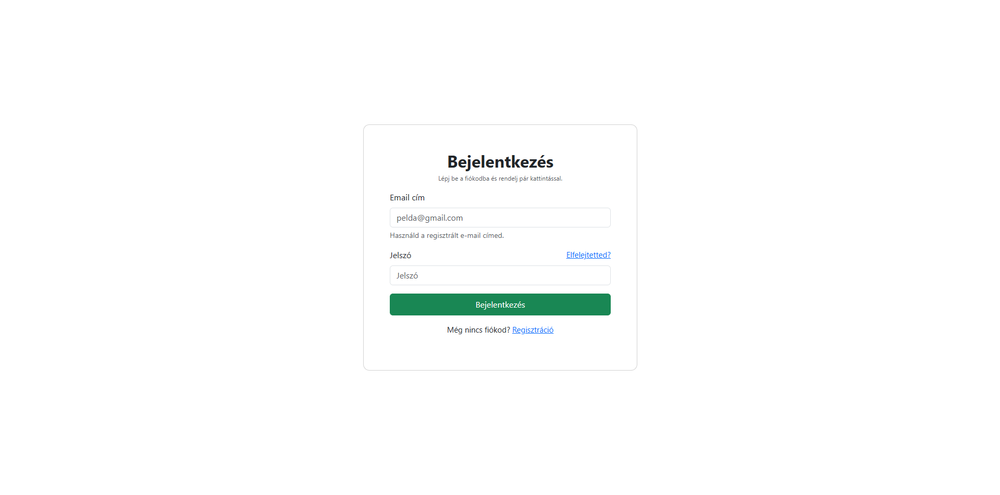 Bejelentkezés
Lépj be a fiókodba és rendelj pár kattintással.
Email cím
pelda@gmail.com
Használd a regisztrált e-mail címed.
Jelszó Elfelejtetted?
Jelszó
Bejelentkezés
Még nincs fiókod? Regisztráció